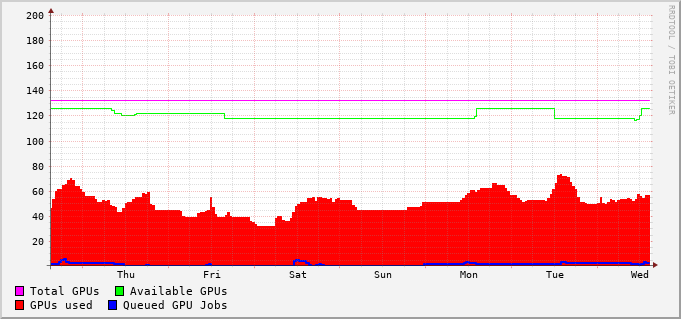 200
180
160
140
120
100
80
60
40
20
Thu Fri Sat Sun Mon Tue Wed
Total GPUs Available GPUs
GPUs used Queued GPU Jobs
RRDTOOL / TOBI OETIKER